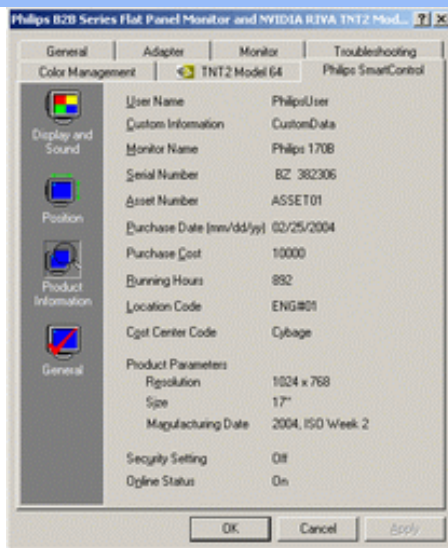 Philips B2B Series Flat Panel Monitor and NVIDIA RIVA TNT2 Mod...
General Adapter Monitor Troubleshooting
Color Management TNT2 Model 64 Philips SmartControl
Display and
Sound
Position
Product
Information
General
User Name PhilipsUser
Custom Information CustomData
Monitor Name Philips 170B
Serial Number BZ 382306
Asset Number ASSET01
Purchase Date (mm/dd/yy) 02/25/2004
Purchase Cost 10000
Running Hours 892
Location Code ENG#01
Cost Center Code Cybage
Product Parameters
Resolution 1024 x 768
Size 17"
Manufacturing Date 2004, ISO Week 2
Security Setting Off
Online Status On
OK Cancel Apply